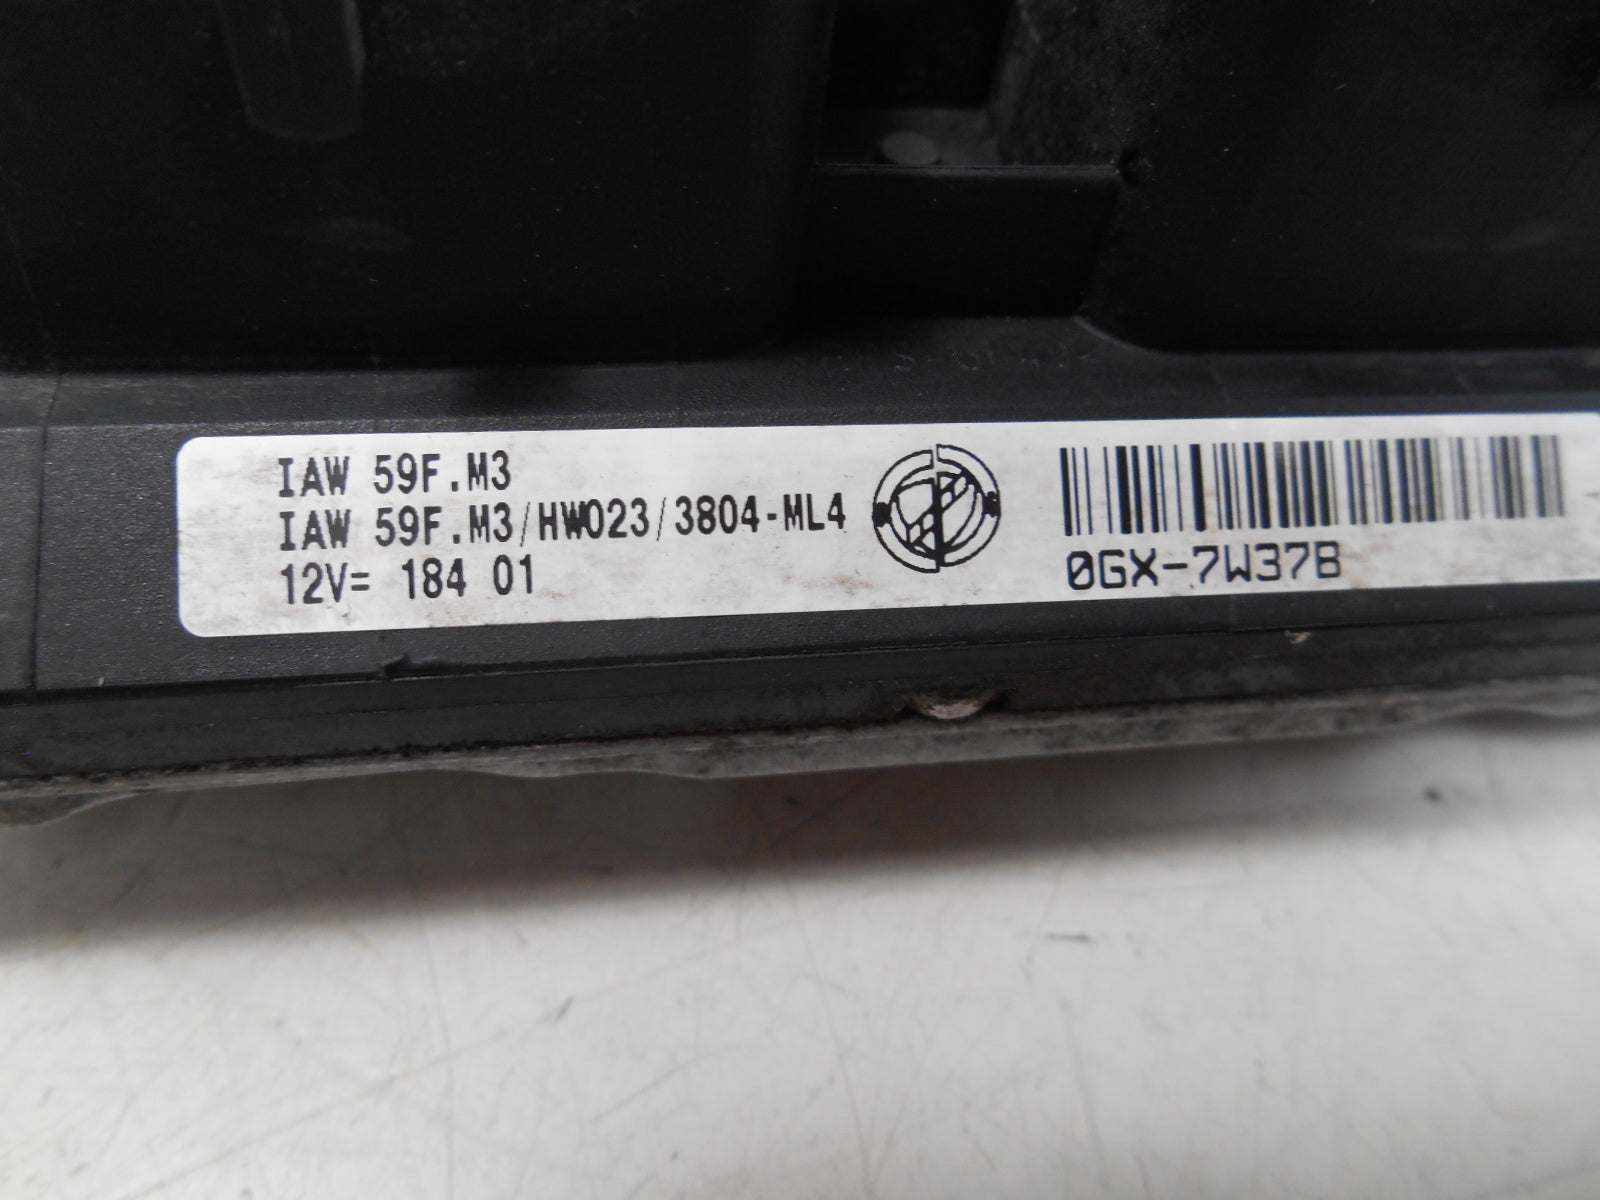 IAW 59F.M3
IAW 59F.M3/HW023/3804-ML4
12V= 184 01
0GX-7W37B